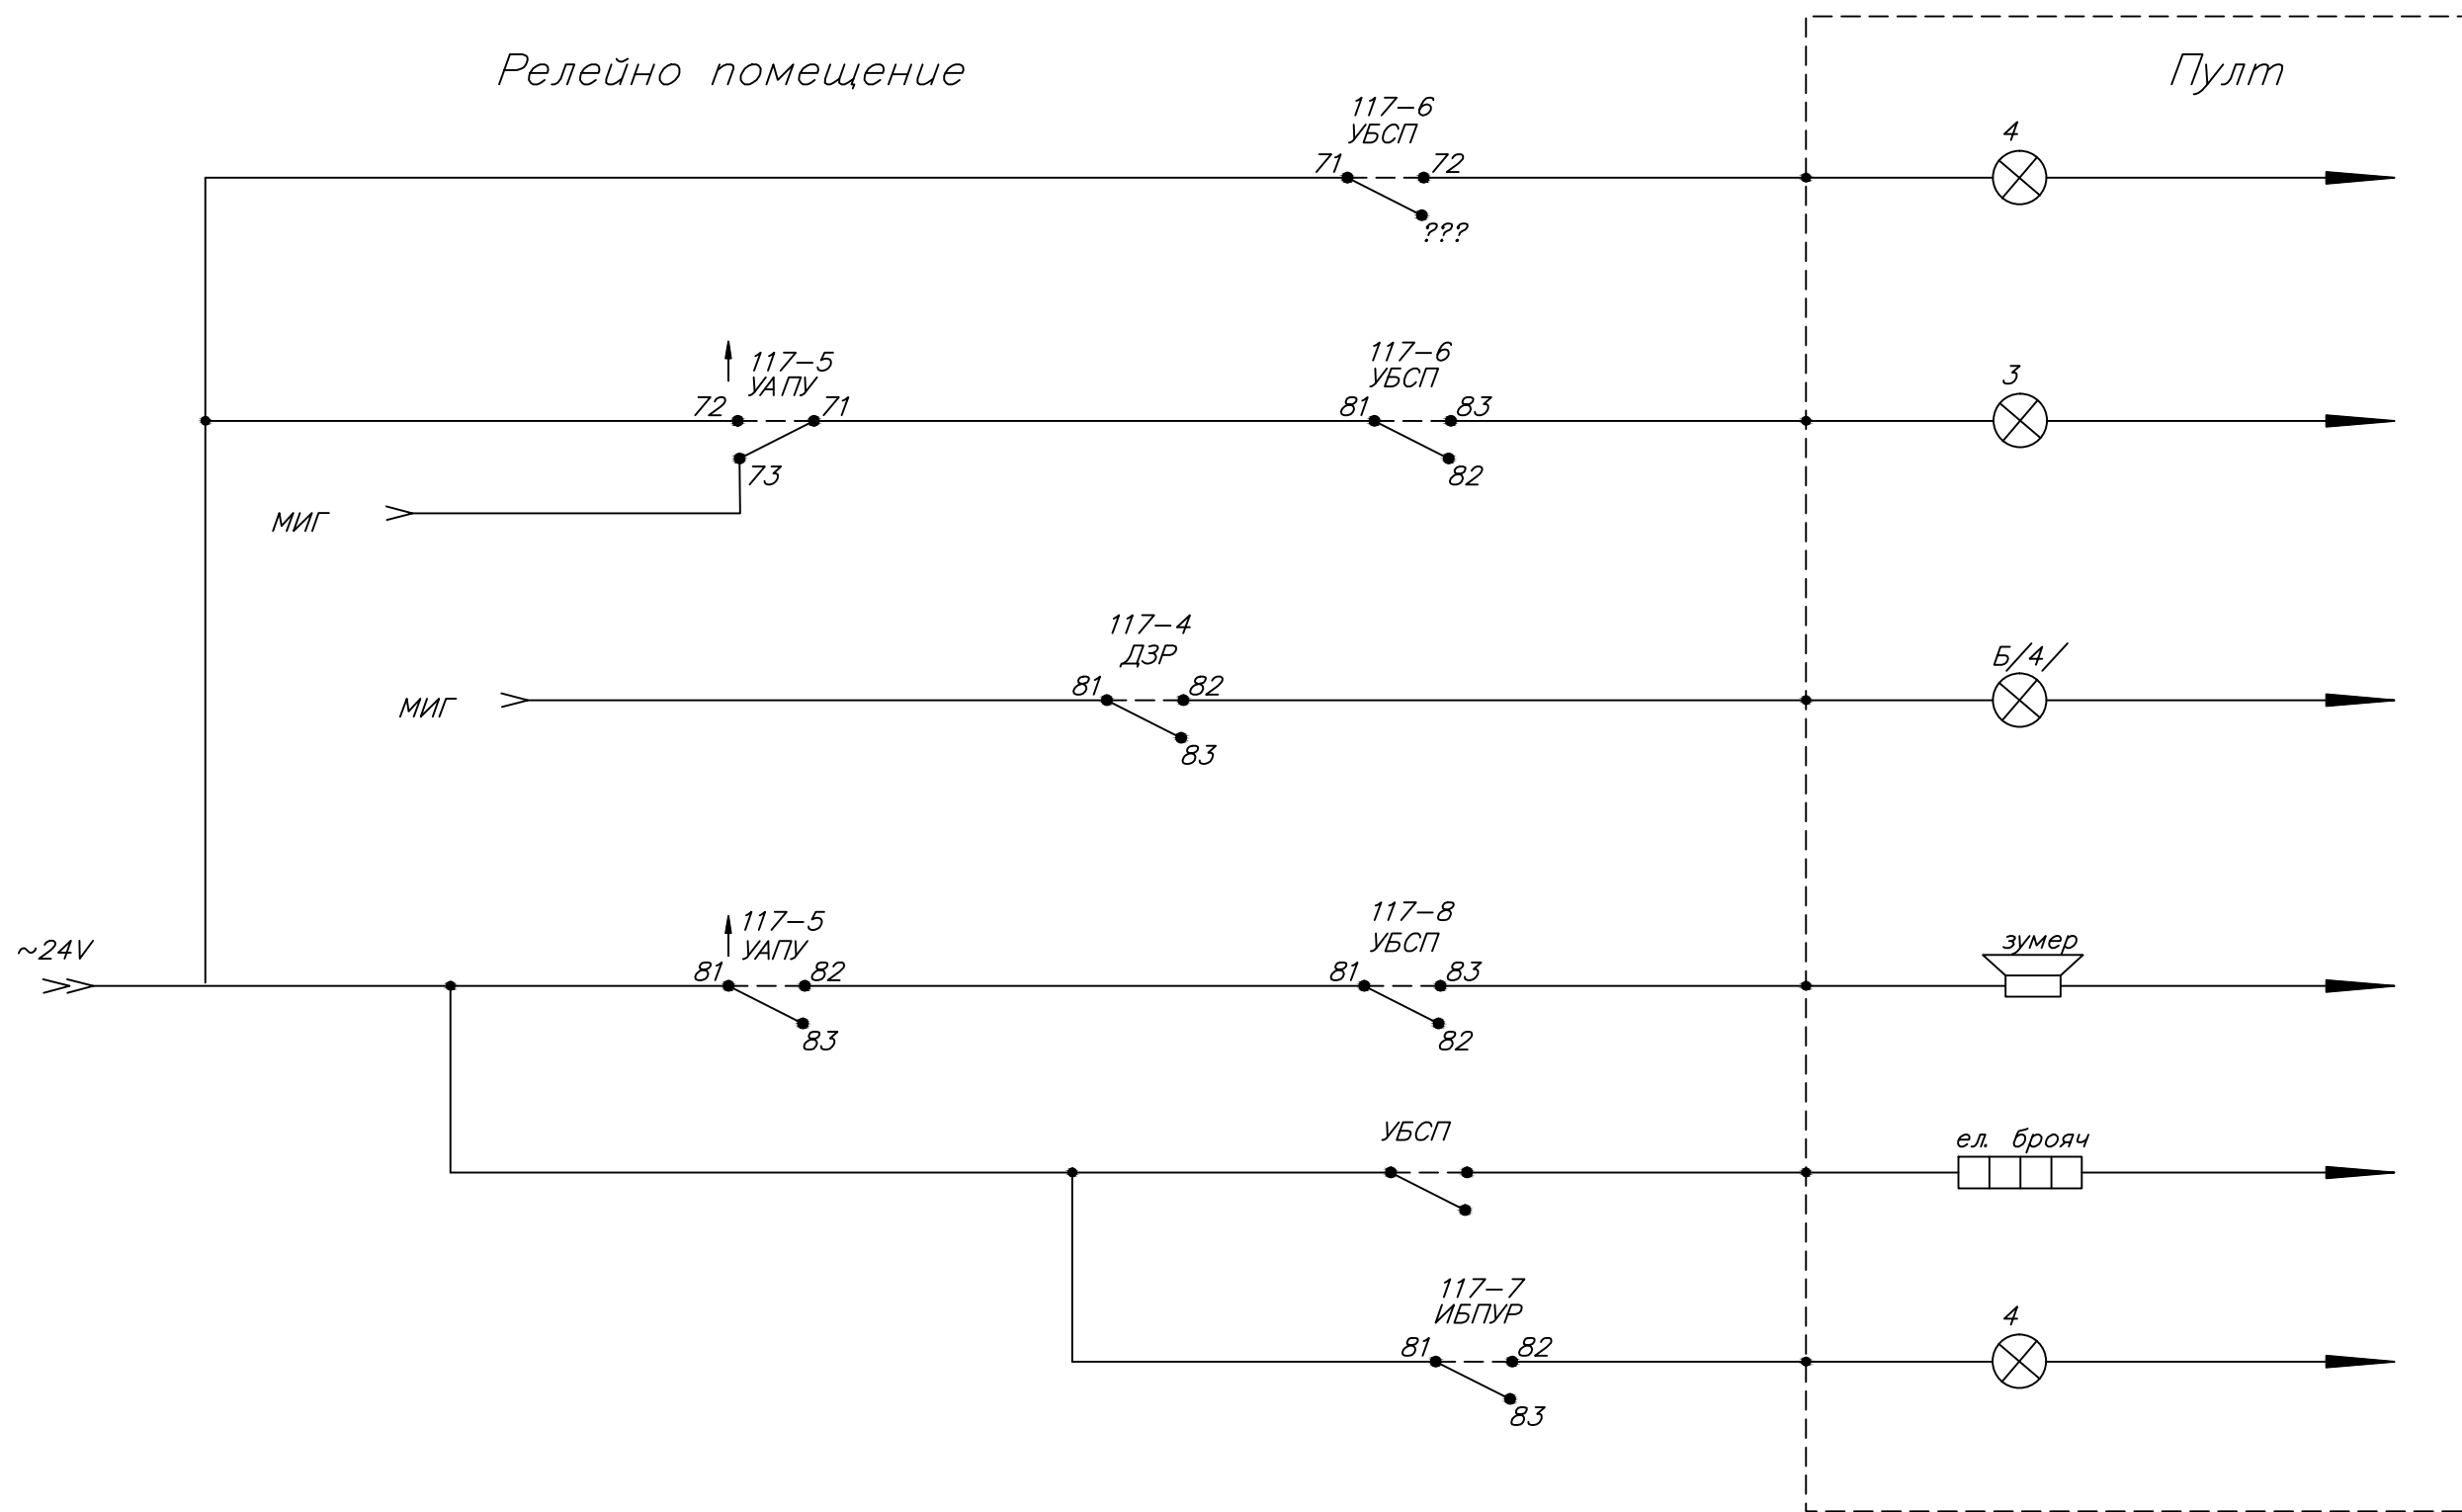 Релейно помещение
Пулт
117-6
УБСП
71
72
???
4
117-5
УАПУ
72
71
73
МИГ
117-6
УБСП
81
83
82
3
МИГ
117-4
ДЗР
81
82
83
Б/4/
~24V
117-5
УАПУ
81
82
83
117-8
УБСП
81
83
82
зумер
УБСП
ел. брояч
117-7
ИБПУР
81
82
83
4